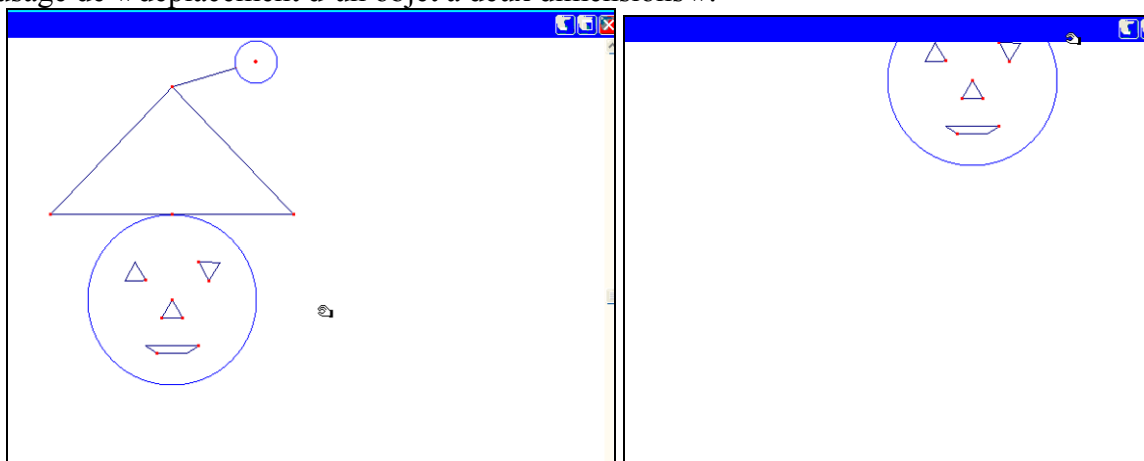 usage de « déplacement d'un objet à deux dimensions ».